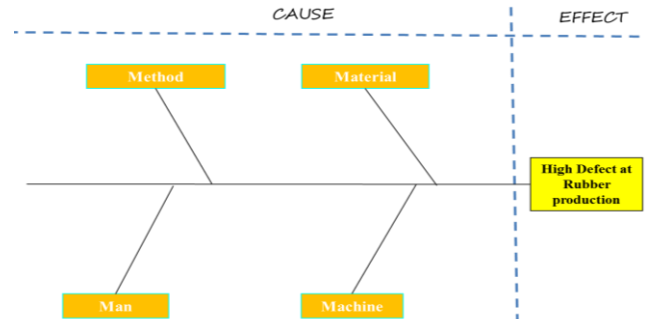 CAUSE
EFFECT
Method
Material
High Defect at
Rubber
production
Man
Machine